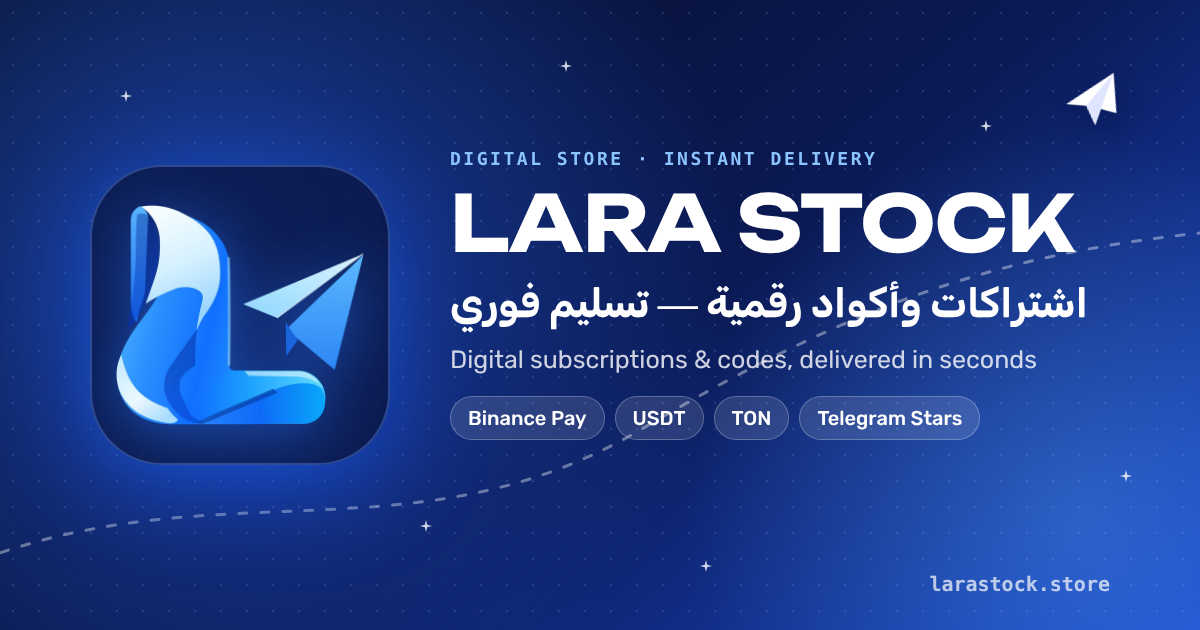 DIGITAL STORE · INSTANT DELIVERY
LARA STOCK
اشتراكات وأكواد رقمية — تسليم فوري
Digital subscriptions & codes, delivered in seconds
Binance Pay USDT TON Telegram Stars
larastock.store